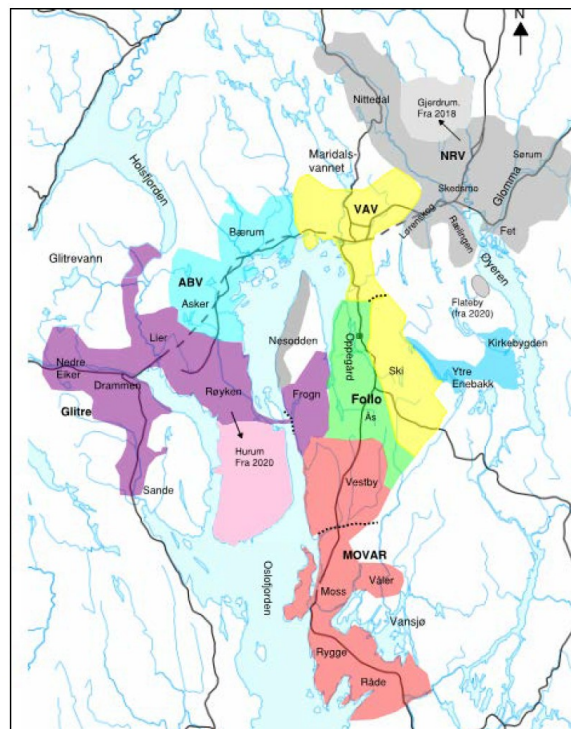 N
Nittedal
Gjerdrum.
Fra 2018
Maridals-
vannet
NRV
Sørum
Holsfjorden
VAV
Skedsmo
Glomma
Lørenskog
Rælingen
Fet
Bærum
Glitrevann
Øyeren
ABV
Asker
Flateby
(fra 2020)
Lier
Nesodden
Oppegård
Kirkebygden
Nedre
Eiker
Drammen
Røyken
Frogn
Ski
Ytre
Enebakk
Glitre
Follo
Ås
Hurum
Fra 2020
Vestby
Sande
Oslofjorden
MOVAR
Moss
Våler
Vansjø
Rygge
Råde